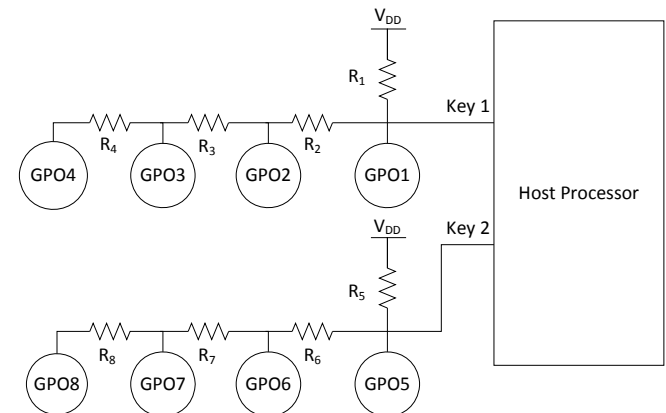 V_DD
R_1
Key 1
R_4 R_3 R_2
GPO4 GPO3 GPO2 GPO1
Host Processor
V_DD
Key 2
R_5
R_8 R_7 R_6
GPO8 GPO7 GPO6 GPO5